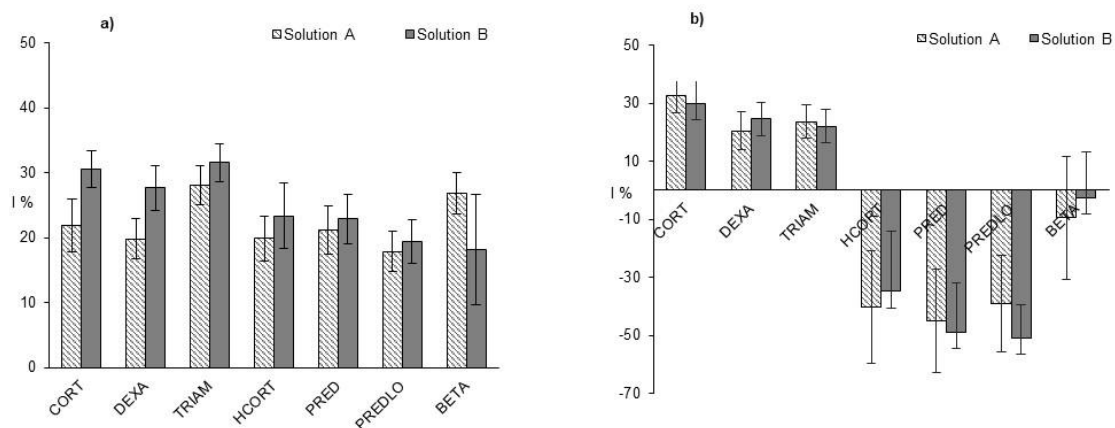 a)
Solution A Solution B
50
40
30
I %
20
10
0
CORT DEXA TRIAM HCORT PRED PREDLO BETA
b)
Solution A Solution B
50
30
10
I %
-10
-30
-50
-70
CORT DEXA TRIAM HCORT PRED PREDLO BETA